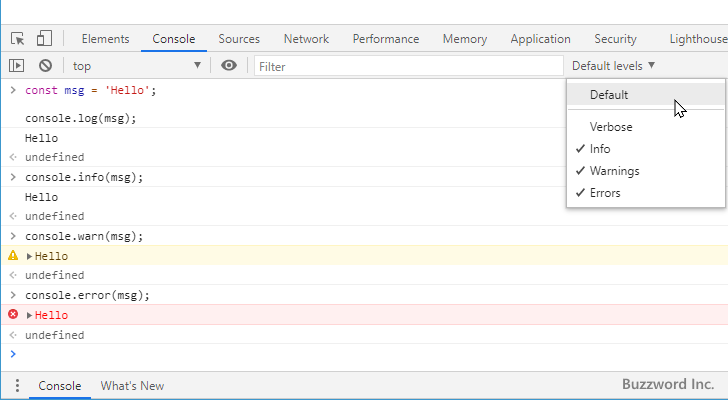 Elements Console Sources Network Performance Memory Application Security Lighthouse
top Filter Default levels
Default
Verbose
Info
Warnings
Errors
> const msg = 'Hello';
console.log(msg);
Hello
undefined
> console.info(msg);
Hello
undefined
> console.warn(msg);
Hello
undefined
> console.error(msg);
Hello
undefined
>
Console What's New
Buzzword Inc.